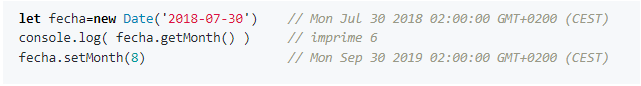 let fecha=new Date('2018-07-30')    // Mon Jul 30 2018 02:00:00 GMT+0200 (CEST)
console.log( fecha.getMonth() )     // imprime 6
fecha.setMonth(8)                   // Mon Sep 30 2019 02:00:00 GMT+0200 (CEST)